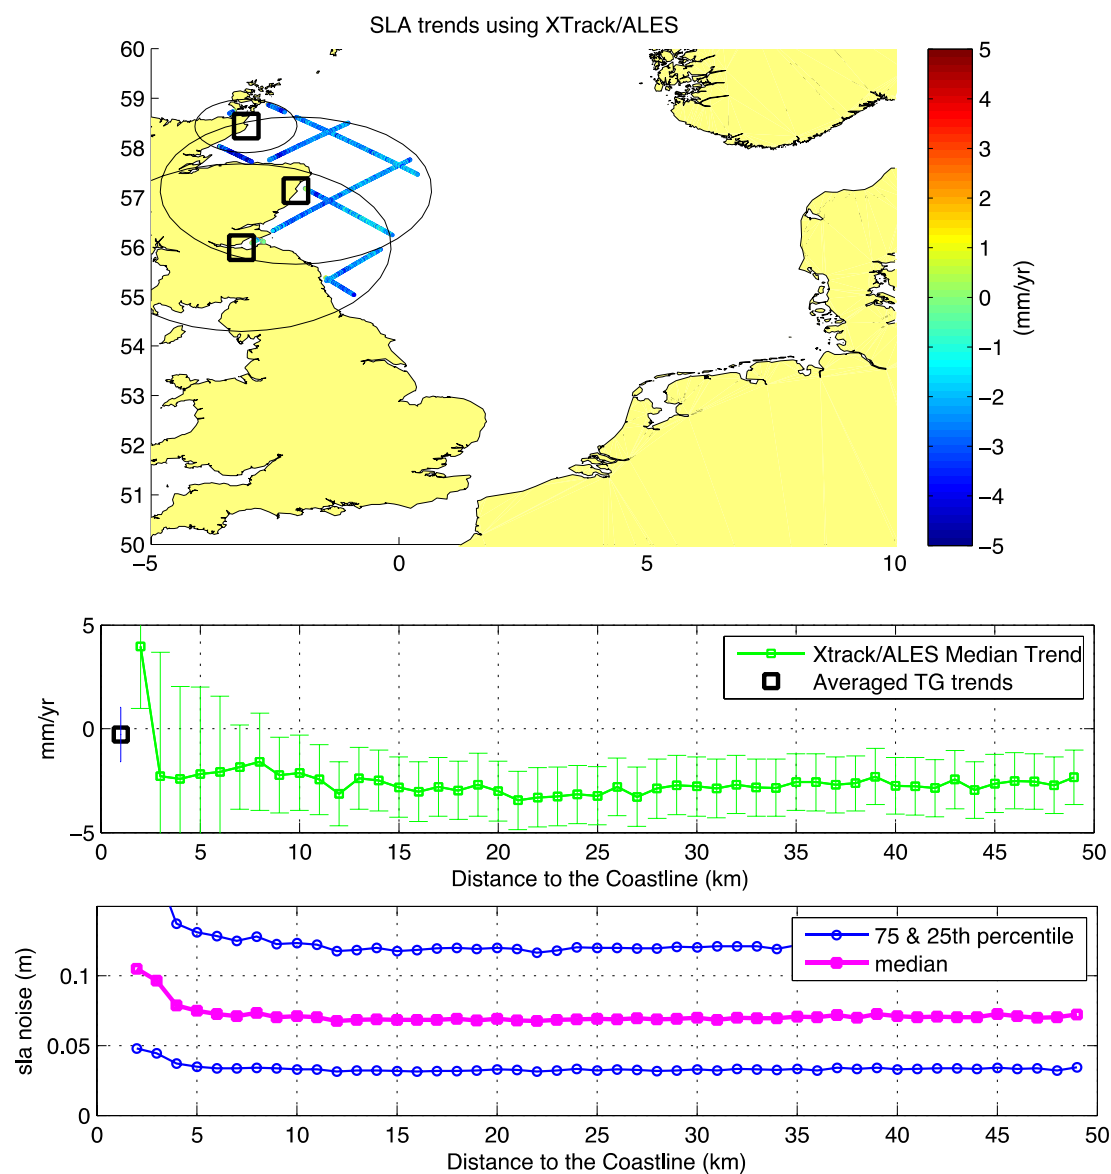 SLA trends using XTrack/ALES
60
59
58
57
56
55
54
53
52
51
50
−5
0
5
10
5
4
3
2
1
0
−1
−2
−3
−4
−5
(mm/yr)
5
0
−5
mm/yr
Xtrack/ALES Median Trend
Averaged TG trends
0 5 10 15 20 25 30 35 40 45 50
Distance to the Coastline (km)
0.1
0.05
0
sla noise (m)
75 & 25th percentile
median
0 5 10 15 20 25 30 35 40 45 50
Distance to the Coastline (km)